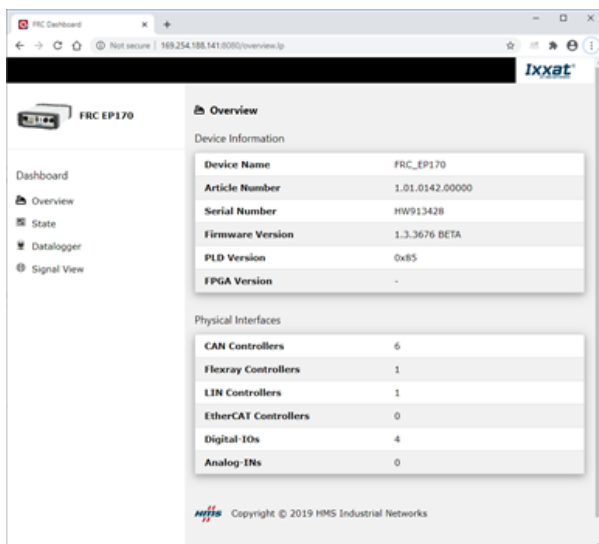 FRC Dashboard
Not secure | 169.254.188.141:8080/overview.lp
Ixxat
FRC EP170
Dashboard
Overview
State
Datalogger
Signal View
Overview
Device Information
Device Name FRC_EP170
Article Number 1.01.0142.00000
Serial Number HW913428
Firmware Version 1.3.3676 BETA
PLD Version 0x85
FPGA Version -
Physical Interfaces
CAN Controllers 6
Flexray Controllers 1
LIN Controllers 1
EtherCAT Controllers 0
Digital-IOs 4
Analog-INs 0
HMS Copyright © 2019 HMS Industrial Networks